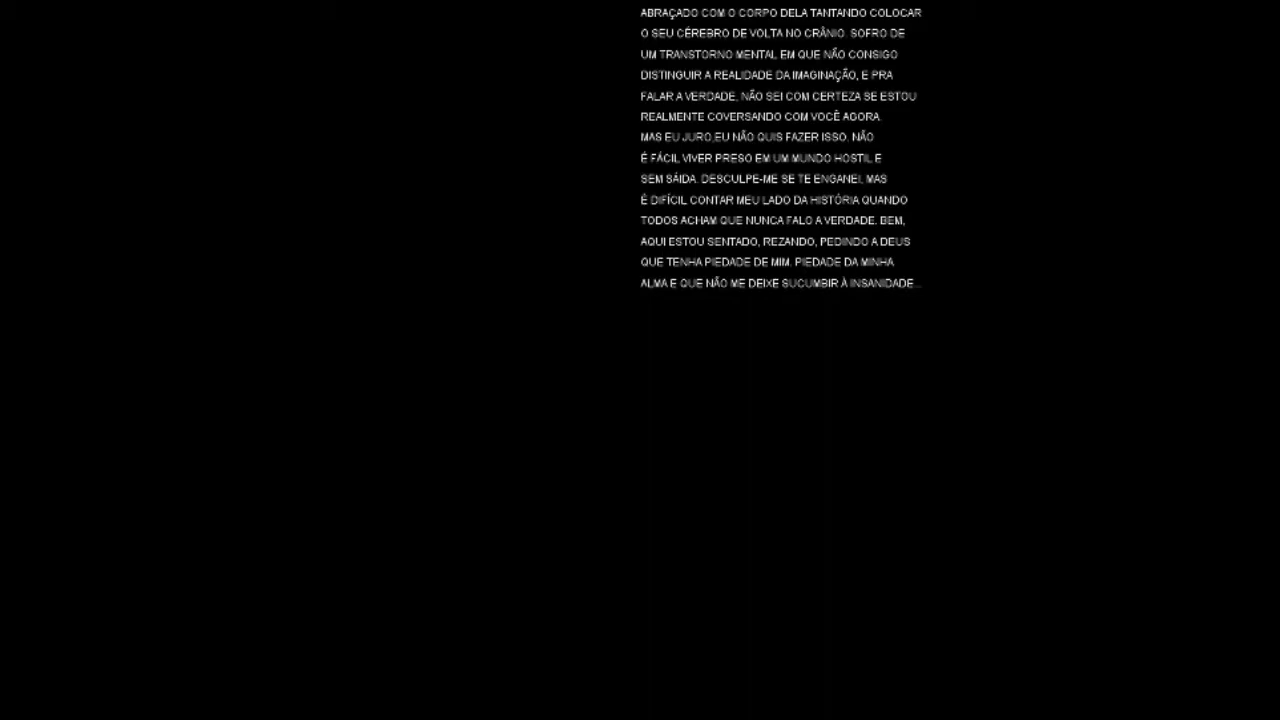 ABRAÇADO COM O CORPO DELA TANTANDO COLOCAR
O SEU CÉREBRO DE VOLTA NO CRÂNIO. SOFRO DE
UM TRANSTORNO MENTAL EM QUE NÃO CONSIGO
DISTINGUIR A REALIDADE DA IMAGINAÇÃO, E PRA
FALAR A VERDADE, NÃO SEI COM CERTEZA SE ESTOU
REALMENTE COVERSANDO COM VOCÊ AGORA.
MAS EU JURO,EU NÃO QUIS FAZER ISSO. NÃO
É FÁCIL VIVER PRESO EM UM MUNDO HOSTIL E
SEM SÁIDA. DESCULPE-ME SE TE ENGANEI, MAS
É DIFÍCIL CONTAR MEU LADO DA HISTÓRIA QUANDO
TODOS ACHAM QUE NUNCA FALO A VERDADE. BEM,
AQUI ESTOU SENTADO, REZANDO, PEDINDO A DEUS
QUE TENHA PIEDADE DE MIM. PIEDADE DA MINHA
ALMA E QUE NÃO ME DEIXE SUCUMBIR À INSANIDADE...